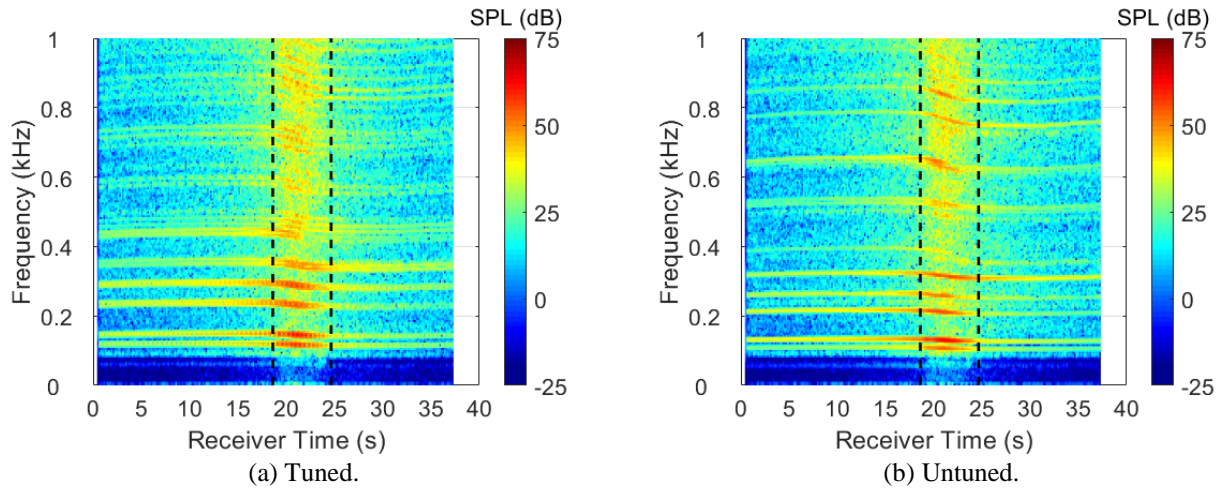 SPL (dB)
1
0.8
0.6
0.4
0.2
0
Frequency (kHz)
0 5 10 15 20 25 30 35 40
Receiver Time (s)
75
50
25
0
-25
(a) Tuned.
SPL (dB)
1
0.8
0.6
0.4
0.2
0
Frequency (kHz)
0 5 10 15 20 25 30 35 40
Receiver Time (s)
75
50
25
0
-25
(b) Untuned.